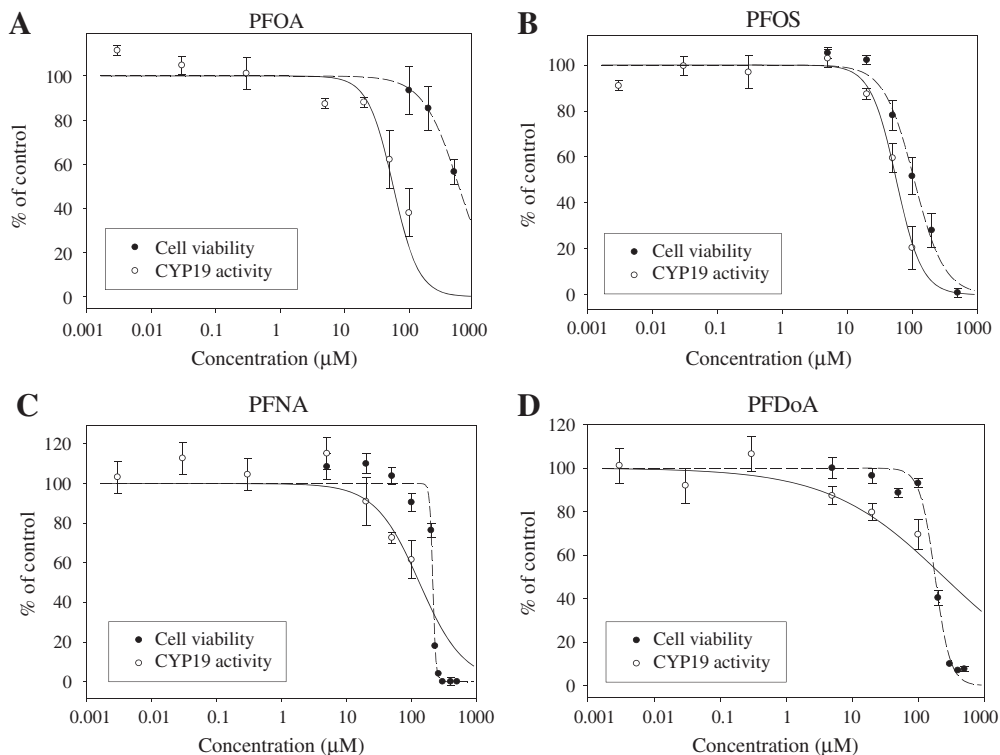 A
PFOA
100
80
60
40
20
0
% of control
Cell viability
CYP19 activity
0.001 0.01 0.1 1 10 100 1000
Concentration (μM)
B
PFOS
100
80
60
40
20
0
% of control
Cell viability
CYP19 activity
0.001 0.01 0.1 1 10 100 1000
Concentration (μM)
C
PFNA
120
100
80
60
40
20
0
% of control
Cell viability
CYP19 activity
0.001 0.01 0.1 1 10 100 1000
Concentration (μM)
D
PFDoA
100
80
60
40
20
0
% of control
Cell viability
CYP19 activity
0.001 0.01 0.1 1 10 100 1000
Concentration (μM)